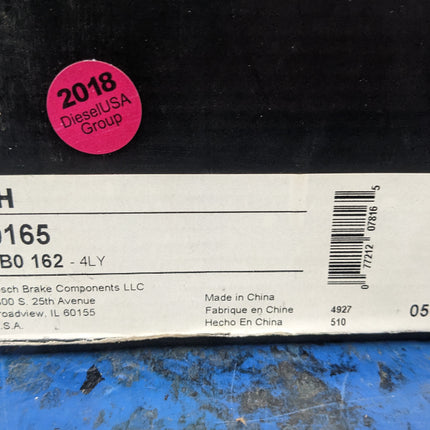 2018
DieselUSA
Group
H
0165
B0 162 - 4LY
sch Brake Components LLC
00 S. 25th Avenue
roadview, IL 60155
.S.A.
Made in China
Fabrique en Chine
Hecho En China
4927
510
0 77212 07816 5
05